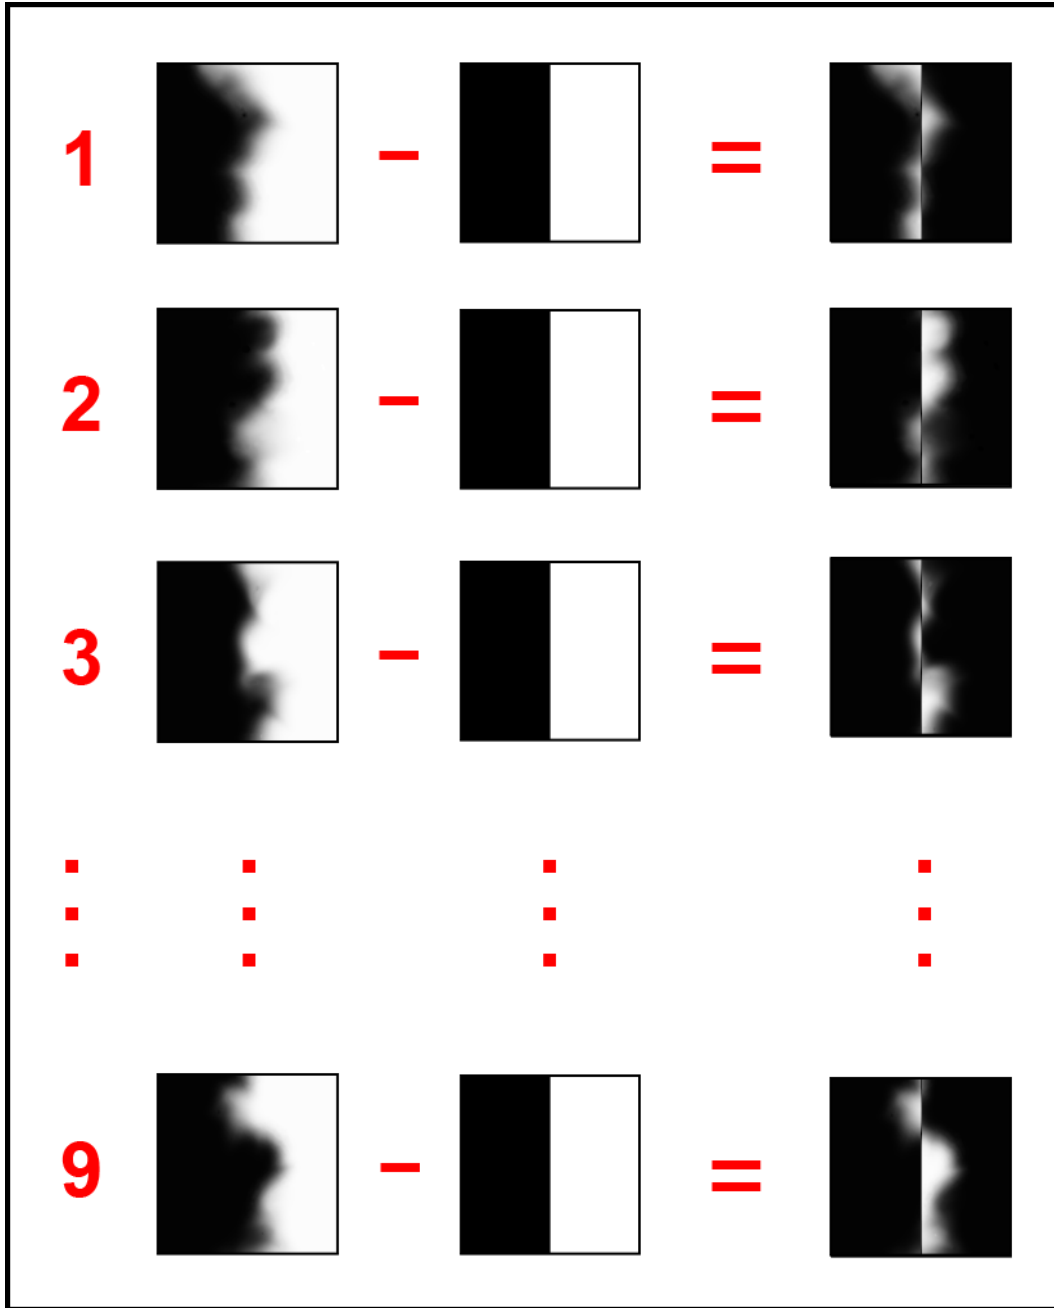 1 − =
2 − =
3 − =
⋮ ⋮ ⋮ ⋮
9 − =